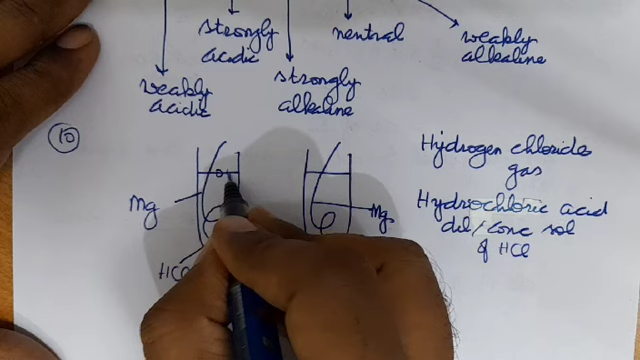 strongly
acidic
neutral
weakly
alkaline
weakly
acidic
strongly
alkaline
15
Hydrogen chloride
gas
Mg
Mg
Hydrochloric acid
dil/conc sol
of HCl
HCl